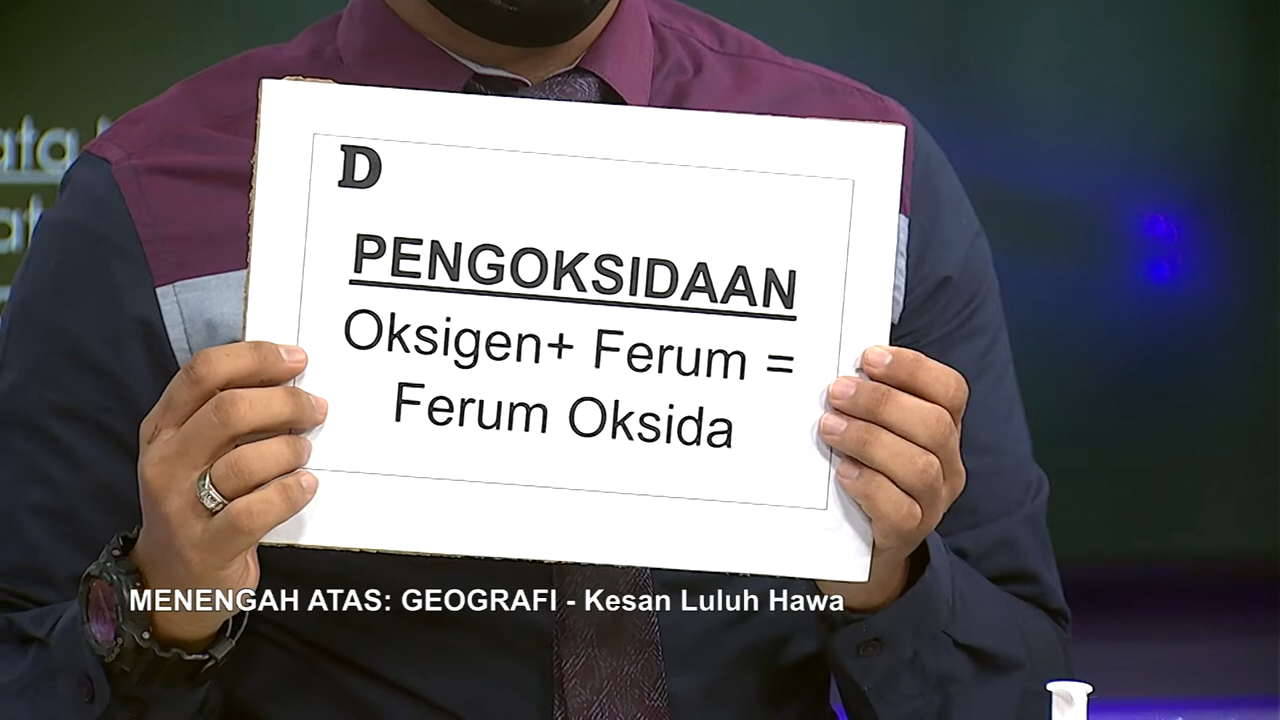 D
PENGOKSIDAAN
Oksigen+ Ferum =
Ferum Oksida
MENENGAH ATAS: GEOGRAFI - Kesan Luluh Hawa